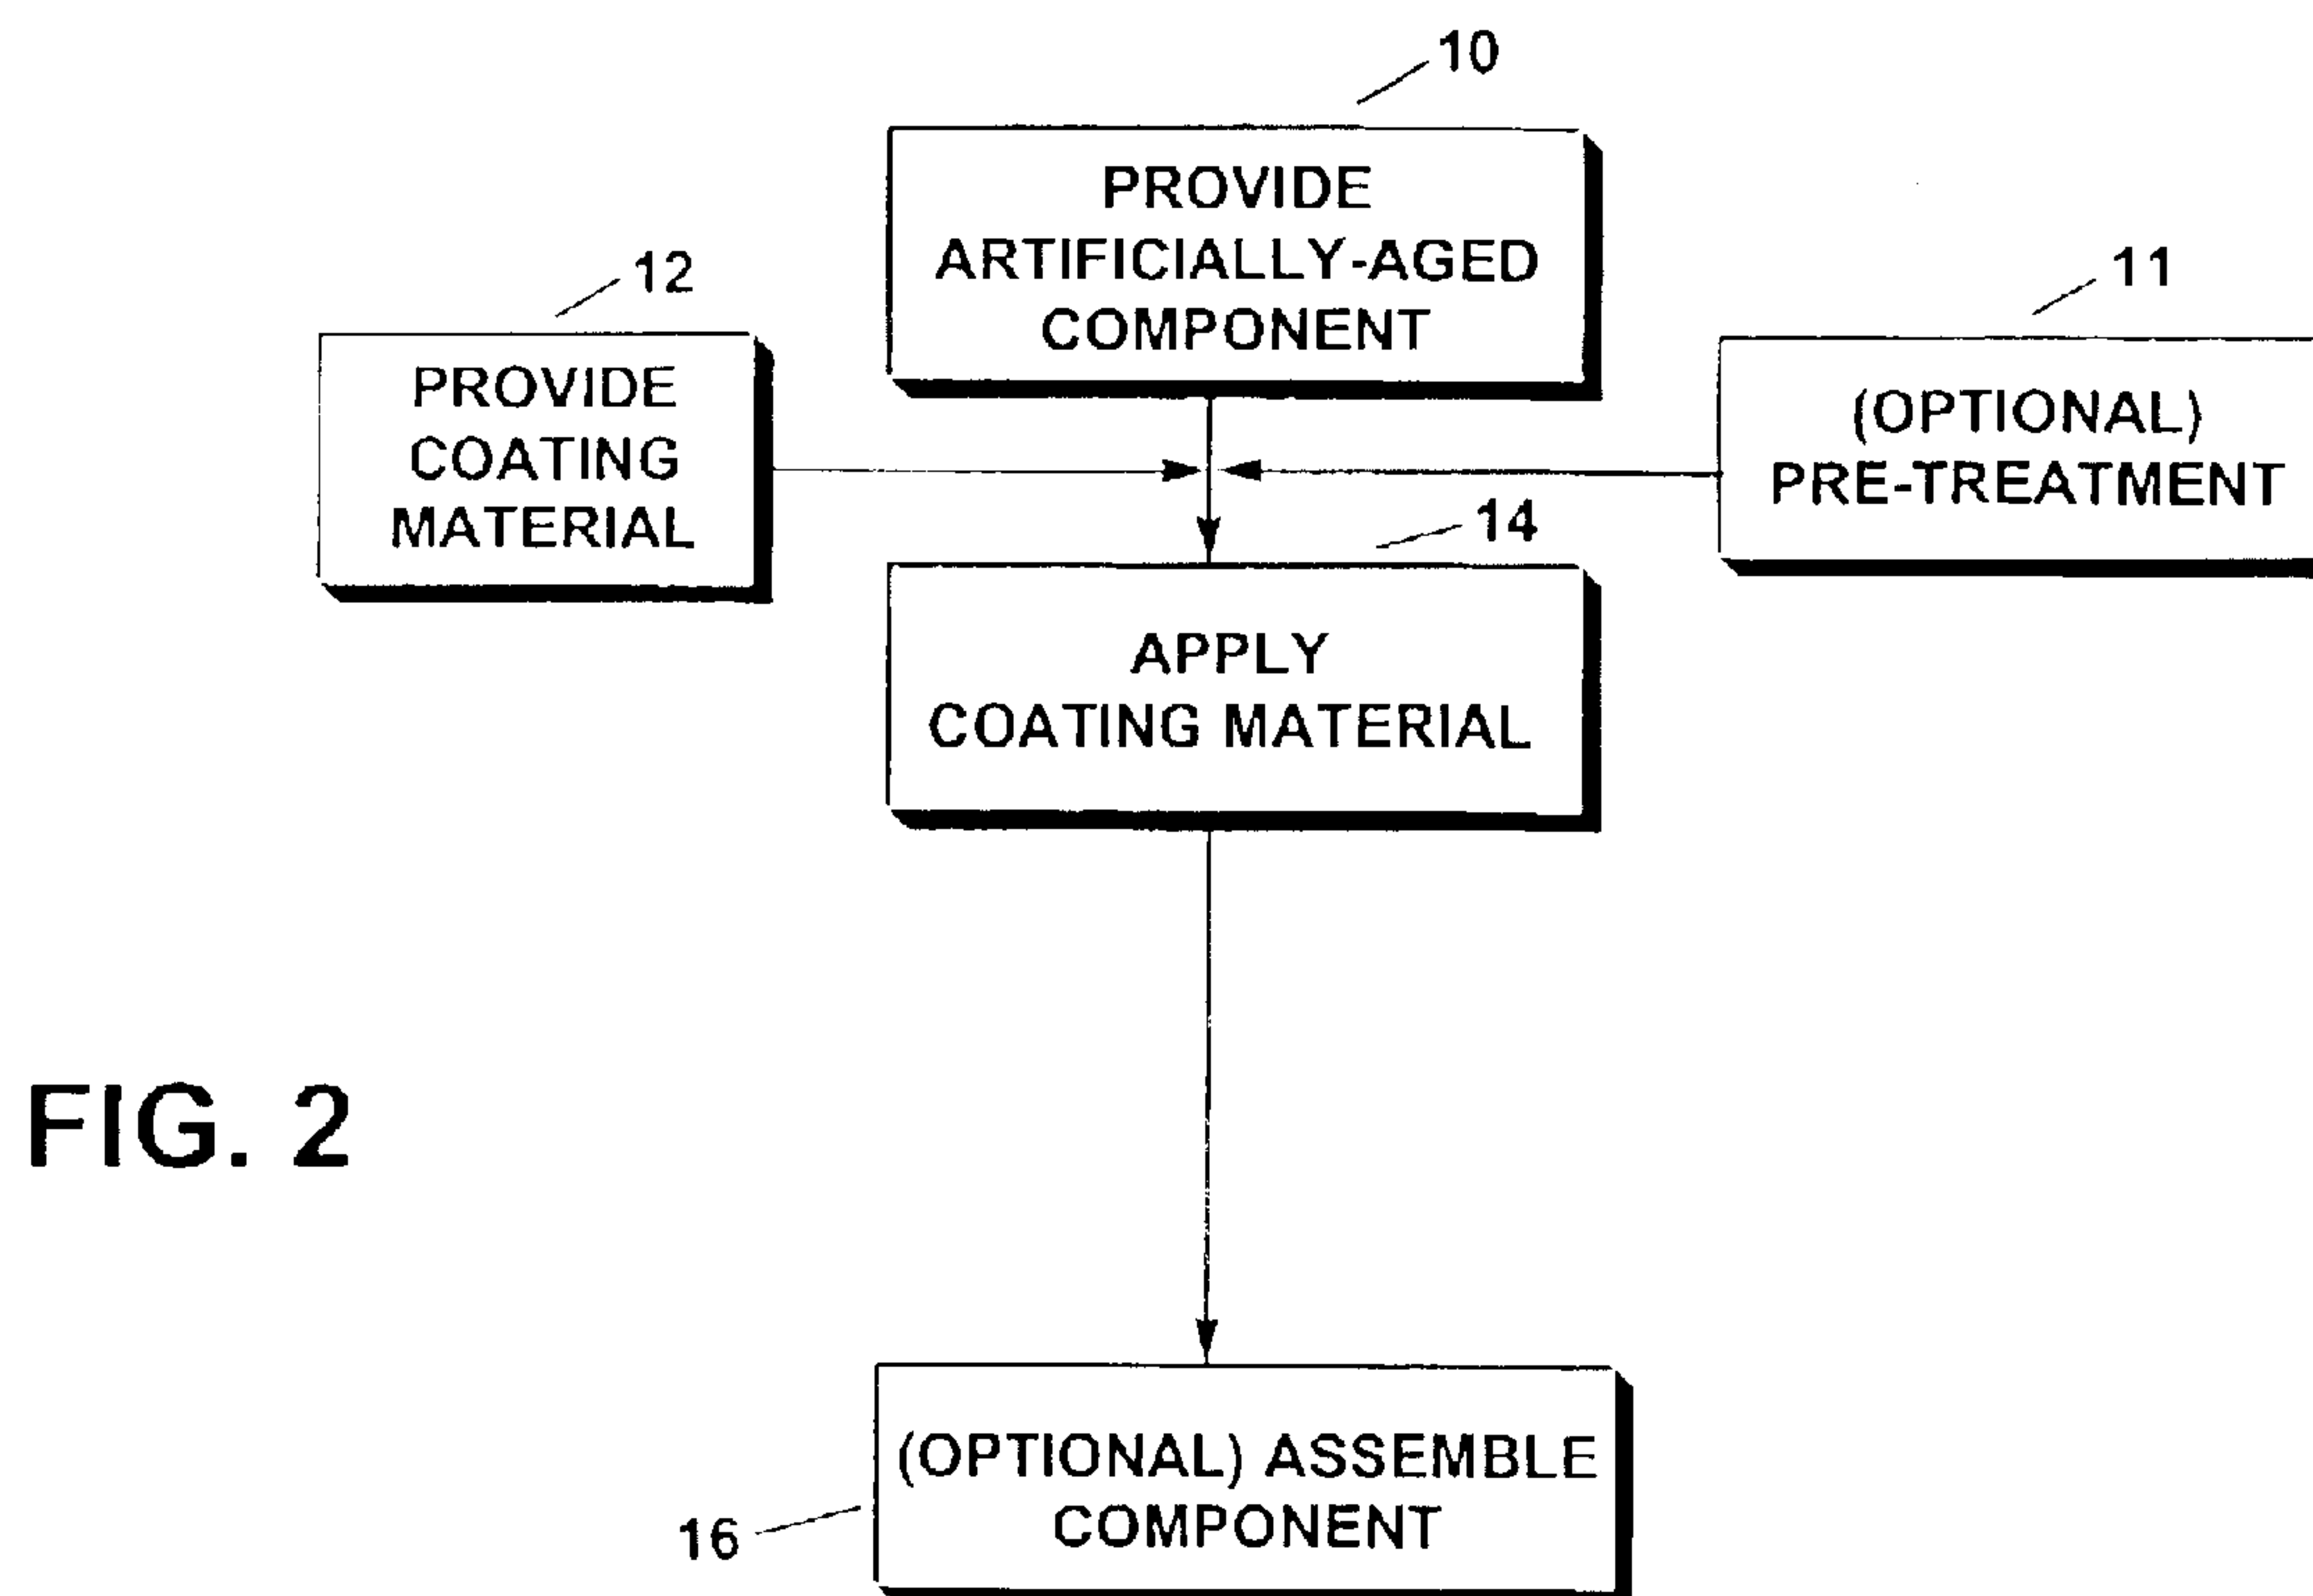 10
PROVIDE
ARTIFICIALLY-AGED
COMPONENT
12
PROVIDE
COATING
MATERIAL
11
(OPTIONAL)
PRE-TREATMENT
14
APPLY
COATING MATERIAL
FIG. 2
16
(OPTIONAL) ASSEMBLE
COMPONENT